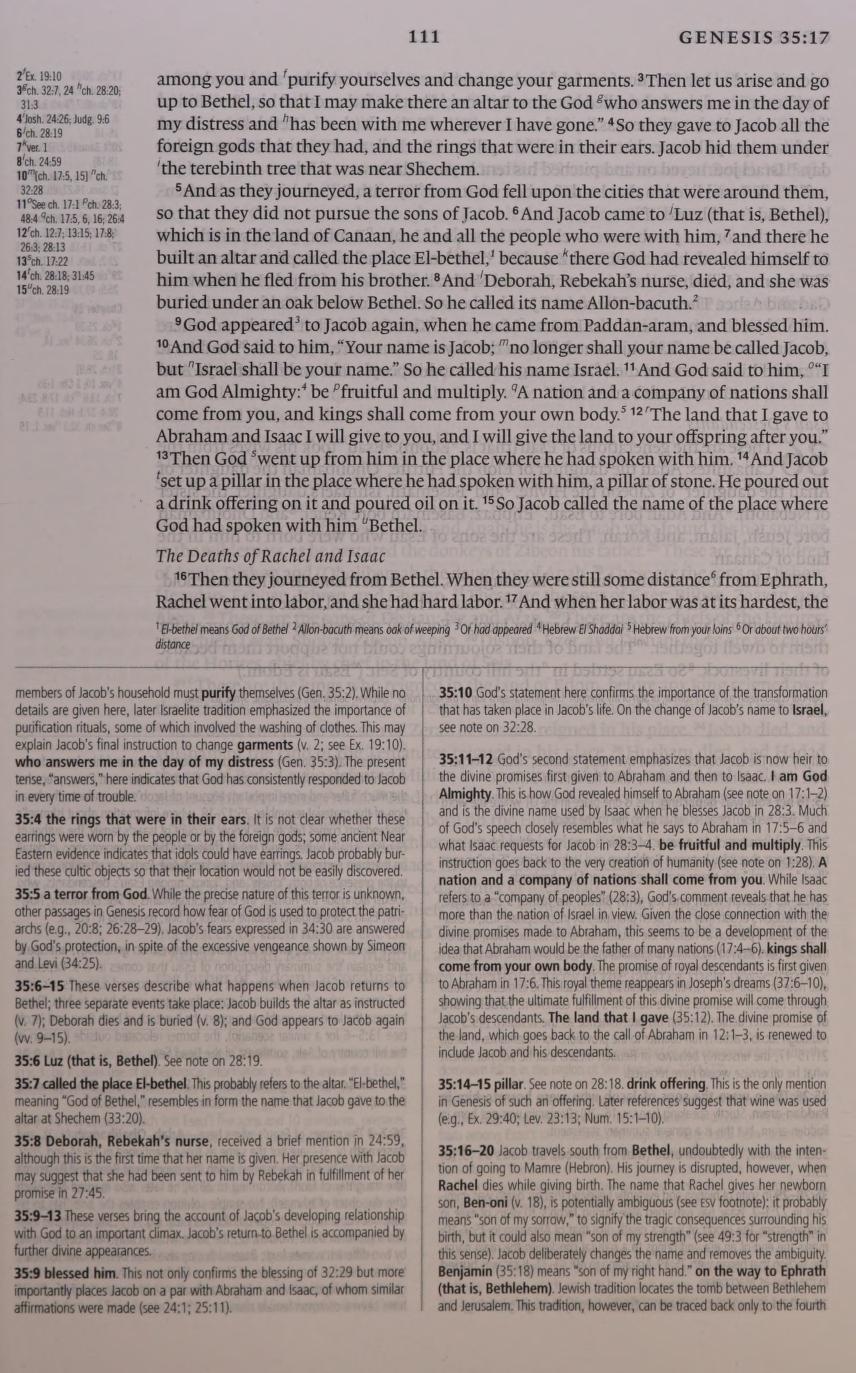 111
GENESIS 35:17
2 fEx. 19:10
3 gch. 32:7, 24 hch. 28:20;
31:3
4 iJosh. 24:26; Judg. 9:6
6 jch. 28:19
7 kver. 1
8 lch. 24:59
10 m[ch. 17:5, 15] nch.
32:28
11 oSee ch. 17:1 pch. 28:3;
48:4 qch. 17:5, 6, 16; 26:4
12 rch. 12:7; 13:15; 17:8;
26:3; 28:13
13 sch. 17:22
14 tch. 28:18; 31:45
15 uch. 28:19
among you and fpurify yourselves and change your garments. 3Then let us arise and go
up to Bethel, so that I may make there an altar to the God gwho answers me in the day of
my distress and hhas been with me wherever I have gone.” 4So they gave to Jacob all the
foreign gods that they had, and the rings that were in their ears. Jacob hid them under
ithe terebinth tree that was near Shechem.
5And as they journeyed, a terror from God fell upon the cities that were around them,
so that they did not pursue the sons of Jacob. 6And Jacob came to jLuz (that is, Bethel),
which is in the land of Canaan, he and all the people who were with him, 7and there he
built an altar and called the place El-bethel,1 because kthere God had revealed himself to
him when he fled from his brother. 8And lDeborah, Rebekah’s nurse, died, and she was
buried under an oak below Bethel. So he called its name Allon-bacuth.2
9God appeared3 to Jacob again, when he came from Paddan-aram, and blessed him.
10And God said to him, “Your name is Jacob; mno longer shall your name be called Jacob,
but nIsrael shall be your name.” So he called his name Israel. 11And God said to him, o“I
am God Almighty:4 be pfruitful and multiply. qA nation and a company of nations shall
come from you, and kings shall come from your own body.5 12rThe land that I gave to
Abraham and Isaac I will give to you, and I will give the land to your offspring after you.”
13Then God swent up from him in the place where he had spoken with him. 14And Jacob
tset up a pillar in the place where he had spoken with him, a pillar of stone. He poured out
a drink offering on it and poured oil on it. 15So Jacob called the name of the place where
God had spoken with him uBethel.
The Deaths of Rachel and Isaac
16Then they journeyed from Bethel. When they were still some distance6 from Ephrath,
Rachel went into labor, and she had hard labor. 17And when her labor was at its hardest, the
1 El-bethel means God of Bethel 2 Allon-bacuth means oak of weeping 3 Or had appeared 4 Hebrew El Shaddai 5 Hebrew from your loins 6 Or about two hours’
distance
members of Jacob’s household must purify themselves (Gen. 35:2). While no
details are given here, later Israelite tradition emphasized the importance of
purification rituals, some of which involved the washing of clothes. This may
explain Jacob’s final instruction to change garments (v. 2; see Ex. 19:10).
who answers me in the day of my distress (Gen. 35:3). The present
tense, “answers,” here indicates that God has consistently responded to Jacob
in every time of trouble.
35:4 the rings that were in their ears. It is not clear whether these
earrings were worn by the people or by the foreign gods; some ancient Near
Eastern evidence indicates that idols could have earrings. Jacob probably bur-
ied these cultic objects so that their location would not be easily discovered.
35:5 a terror from God. While the precise nature of this terror is unknown,
other passages in Genesis record how fear of God is used to protect the patri-
archs (e.g., 20:8; 26:28–29). Jacob’s fears expressed in 34:30 are answered
by God’s protection, in spite of the excessive vengeance shown by Simeon
and Levi (34:25).
35:6–15 These verses describe what happens when Jacob returns to
Bethel; three separate events take place: Jacob builds the altar as instructed
(v. 7); Deborah dies and is buried (v. 8); and God appears to Jacob again
(vv. 9–15).
35:6 Luz (that is, Bethel). See note on 28:19.
35:7 called the place El-bethel. This probably refers to the altar. “El-bethel,”
meaning “God of Bethel,” resembles in form the name that Jacob gave to the
altar at Shechem (33:20).
35:8 Deborah, Rebekah’s nurse, received a brief mention in 24:59,
although this is the first time that her name is given. Her presence with Jacob
may suggest that she had been sent to him by Rebekah in fulfillment of her
promise in 27:45.
35:9–13 These verses bring the account of Jacob’s developing relationship
with God to an important climax. Jacob’s return to Bethel is accompanied by
further divine appearances.
35:9 blessed him. This not only confirms the blessing of 32:29 but more
importantly places Jacob on a par with Abraham and Isaac, of whom similar
affirmations were made (see 24:1; 25:11).
35:10 God’s statement here confirms the importance of the transformation
that has taken place in Jacob’s life. On the change of Jacob’s name to Israel,
see note on 32:28.
35:11–12 God’s second statement emphasizes that Jacob is now heir to
the divine promises first given to Abraham and then to Isaac. I am God
Almighty. This is how God revealed himself to Abraham (see note on 17:1–2)
and is the divine name used by Isaac when he blesses Jacob in 28:3. Much
of God’s speech closely resembles what he says to Abraham in 17:5–6 and
what Isaac requests for Jacob in 28:3–4. be fruitful and multiply. This
instruction goes back to the very creation of humanity (see note on 1:28). A
nation and a company of nations shall come from you. While Isaac
refers to a “company of peoples” (28:3), God’s comment reveals that he has
more than the nation of Israel in view. Given the close connection with the
divine promises made to Abraham, this seems to be a development of the
idea that Abraham would be the father of many nations (17:4–6). kings shall
come from your own body. The promise of royal descendants is first given
to Abraham in 17:6. This royal theme reappears in Joseph’s dreams (37:6–10),
showing that the ultimate fulfillment of this divine promise will come through
Jacob’s descendants. The land that I gave (35:12). The divine promise of
the land, which goes back to the call of Abraham in 12:1–3, is renewed to
include Jacob and his descendants.
35:14–15 pillar. See note on 28:18. drink offering. This is the only mention
in Genesis of such an offering. Later references suggest that wine was used
(e.g., Ex. 29:40; Lev. 23:13; Num. 15:1–10).
35:16–20 Jacob travels south from Bethel, undoubtedly with the inten-
tion of going to Mamre (Hebron). His journey is disrupted, however, when
Rachel dies while giving birth. The name that Rachel gives her newborn
son, Ben-oni (v. 18), is potentially ambiguous (see ESV footnote); it probably
means “son of my sorrow,” to signify the tragic consequences surrounding his
birth, but it could also mean “son of my strength” (see 49:3 for “strength” in
this sense). Jacob deliberately changes the name and removes the ambiguity.
Benjamin (35:18) means “son of my right hand.” on the way to Ephrath
(that is, Bethlehem). Jewish tradition locates the tomb between Bethlehem
and Jerusalem. This tradition, however, can be traced back only to the fourth